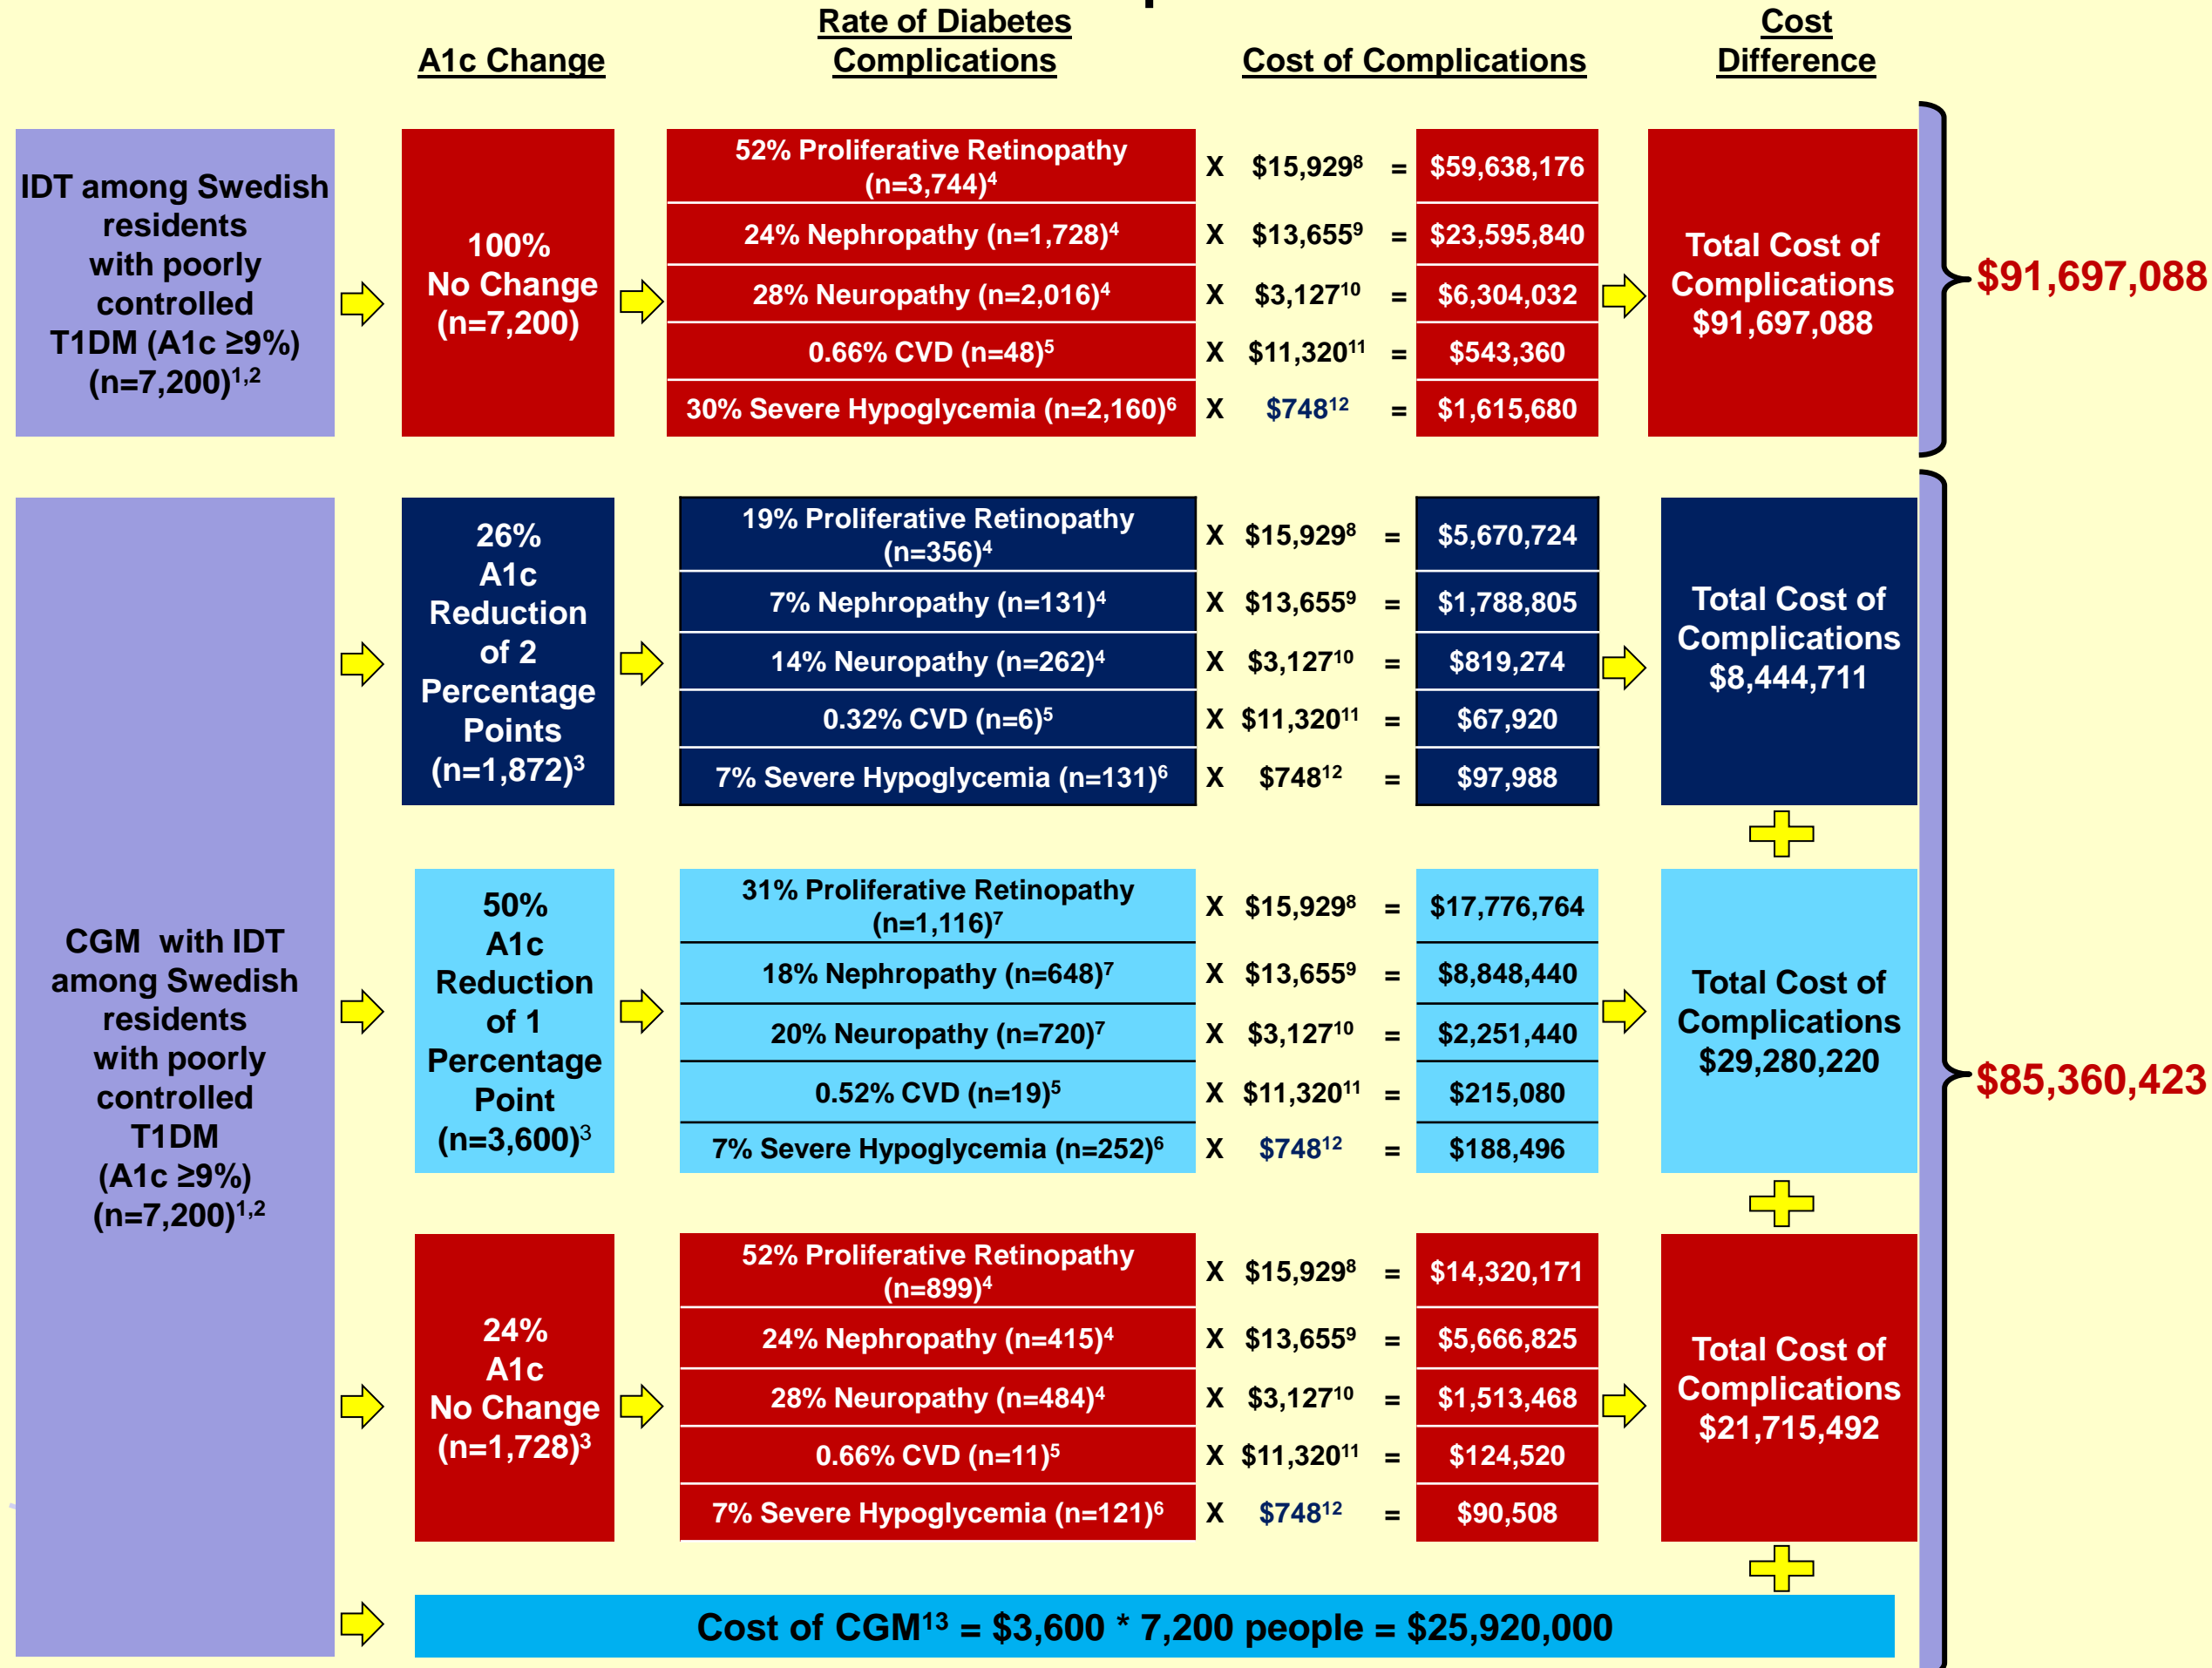 Rate of Diabetes
Complications
A1c Change
Cost of Complications
Cost
Difference
IDT among Swedish
residents
with poorly
controlled
T1DM (A1c ≥9%)
(n=7,200)1,2
100%
No Change
(n=7,200)
52% Proliferative Retinopathy
(n=3,744)4
X $15,9298 = $59,638,176
24% Nephropathy (n=1,728)4 X $13,6559 = $23,595,840
28% Neuropathy (n=2,016)4 X $3,12710 = $6,304,032
0.66% CVD (n=48)5 X $11,32011 = $543,360
30% Severe Hypoglycemia (n=2,160)6 X $74812 = $1,615,680
Total Cost of
Complications
$91,697,088
$91,697,088
CGM with IDT
among Swedish
residents
with poorly
controlled
T1DM
(A1c ≥9%)
(n=7,200)1,2
26%
A1c
Reduction
of 2
Percentage
Points
(n=1,872)3
19% Proliferative Retinopathy
(n=356)4
X $15,9298 = $5,670,724
7% Nephropathy (n=131)4 X $13,6559 = $1,788,805
14% Neuropathy (n=262)4 X $3,12710 = $819,274
0.32% CVD (n=6)5 X $11,32011 = $67,920
7% Severe Hypoglycemia (n=131)6 X $74812 = $97,988
Total Cost of
Complications
$8,444,711
50%
A1c
Reduction
of 1
Percentage
Point
(n=3,600)3
31% Proliferative Retinopathy
(n=1,116)7
X $15,9298 = $17,776,764
18% Nephropathy (n=648)7 X $13,6559 = $8,848,440
20% Neuropathy (n=720)7 X $3,12710 = $2,251,440
0.52% CVD (n=19)5 X $11,32011 = $215,080
7% Severe Hypoglycemia (n=252)6 X $74812 = $188,496
Total Cost of
Complications
$29,280,220
24%
A1c
No Change
(n=1,728)3
52% Proliferative Retinopathy
(n=899)4
X $15,9298 = $14,320,171
24% Nephropathy (n=415)4 X $13,6559 = $5,666,825
28% Neuropathy (n=484)4 X $3,12710 = $1,513,468
0.66% CVD (n=11)5 X $11,32011 = $124,520
7% Severe Hypoglycemia (n=121)6 X $74812 = $90,508
Total Cost of
Complications
$21,715,492
Cost of CGM13 = $3,600 * 7,200 people = $25,920,000
$85,360,423